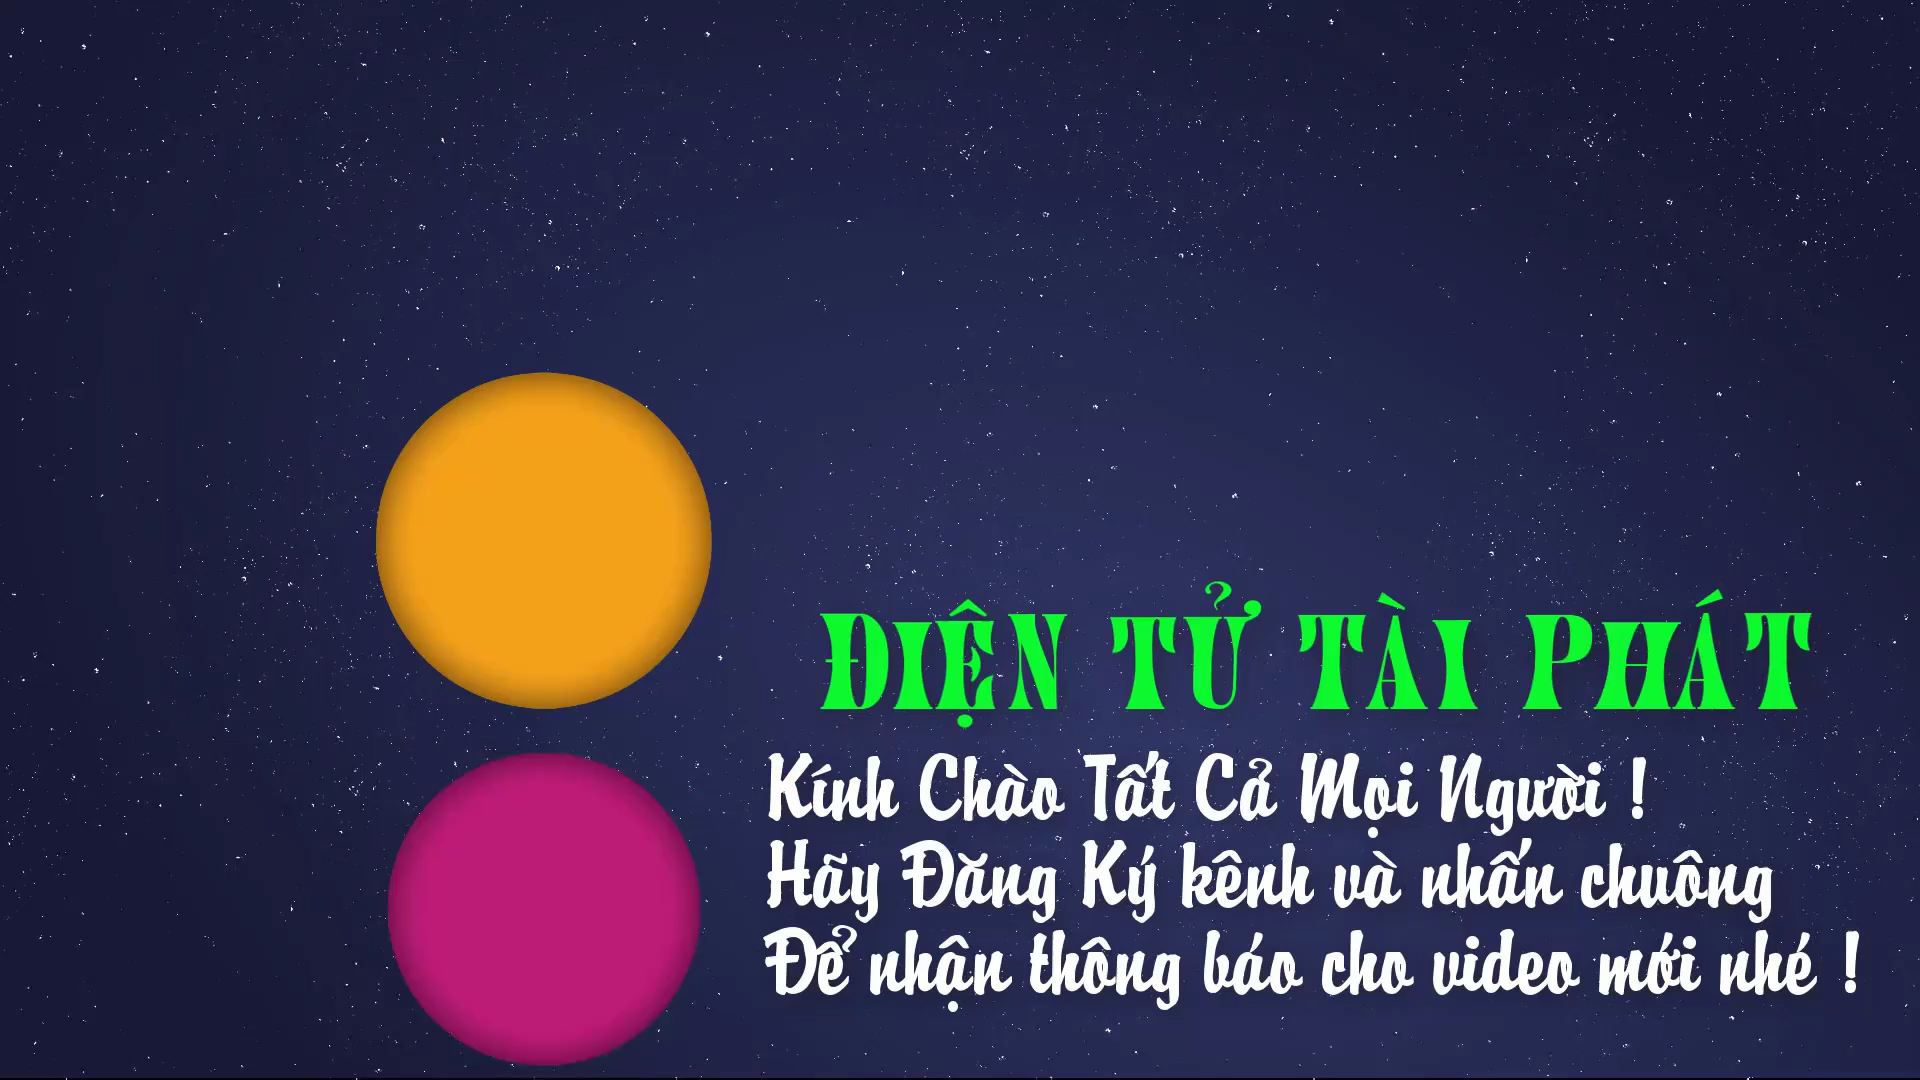 ĐIỆN TỬ TÀI PHÁT
Kính Chào Tất Cả Mọi Người !
Hãy Đăng Ký kênh và nhấn chuông
Để nhận thông báo cho video mới nhé !